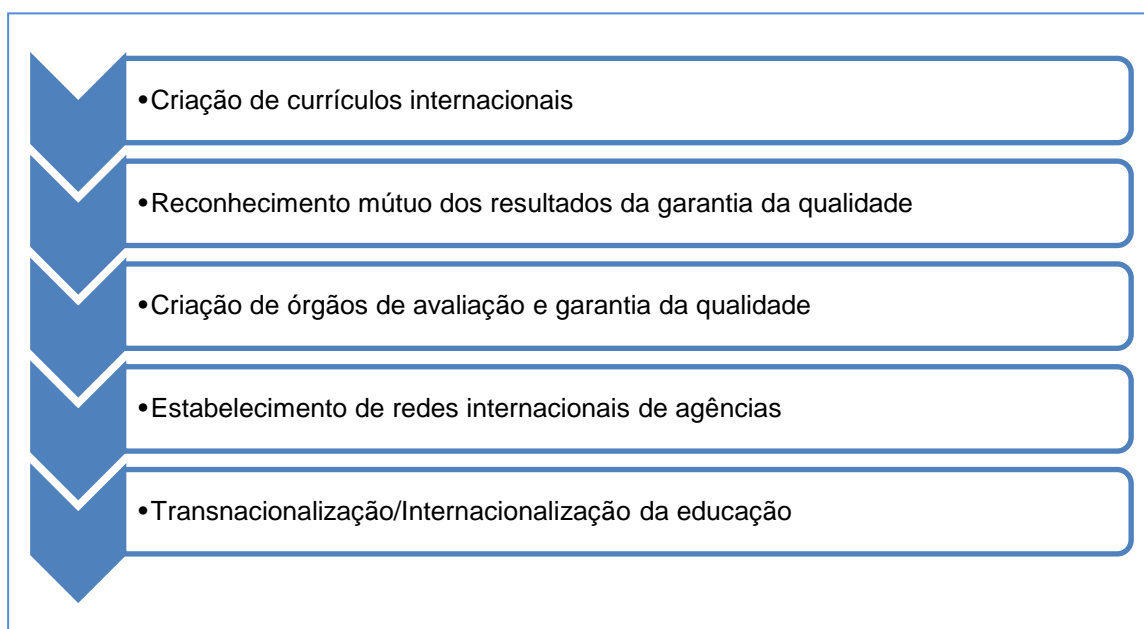 •Criação de currículos internacionais
•Reconhecimento mútuo dos resultados da garantia da qualidade
•Criação de órgãos de avaliação e garantia da qualidade
•Estabelecimento de redes internacionais de agências
•Transnacionalização/Internacionalização da educação